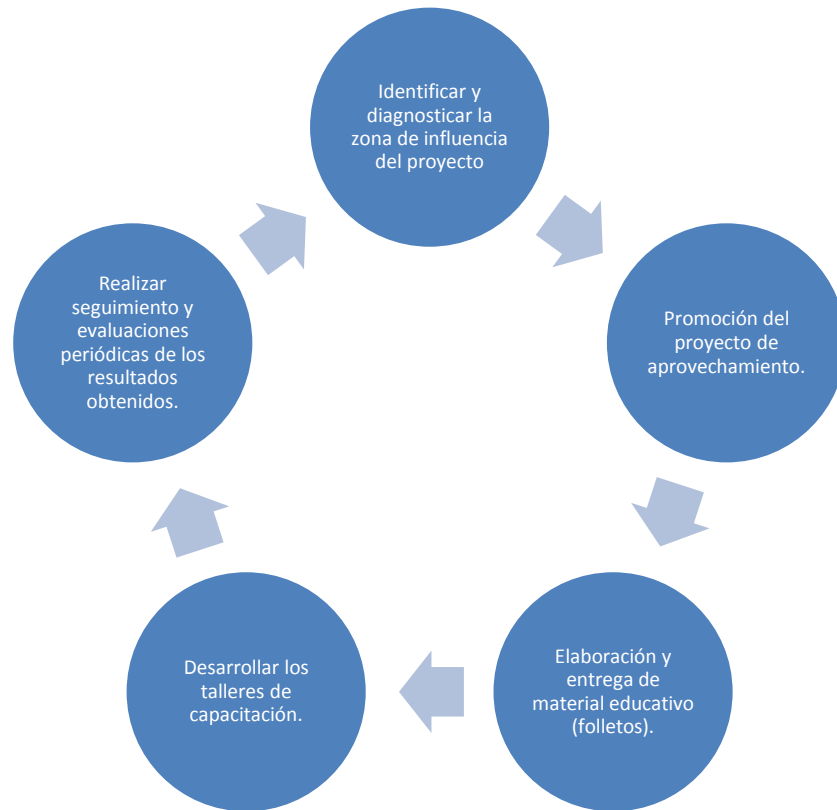 Identificar y
diagnosticar la
zona de influencia
del proyecto
Promoción del
proyecto de
aprovechamiento.
Elaboración y
entrega de
material educativo
(folletos).
Desarrollar los
talleres de
capacitación.
Realizar
seguimiento y
evaluaciones
periódicas de los
resultados
obtenidos.